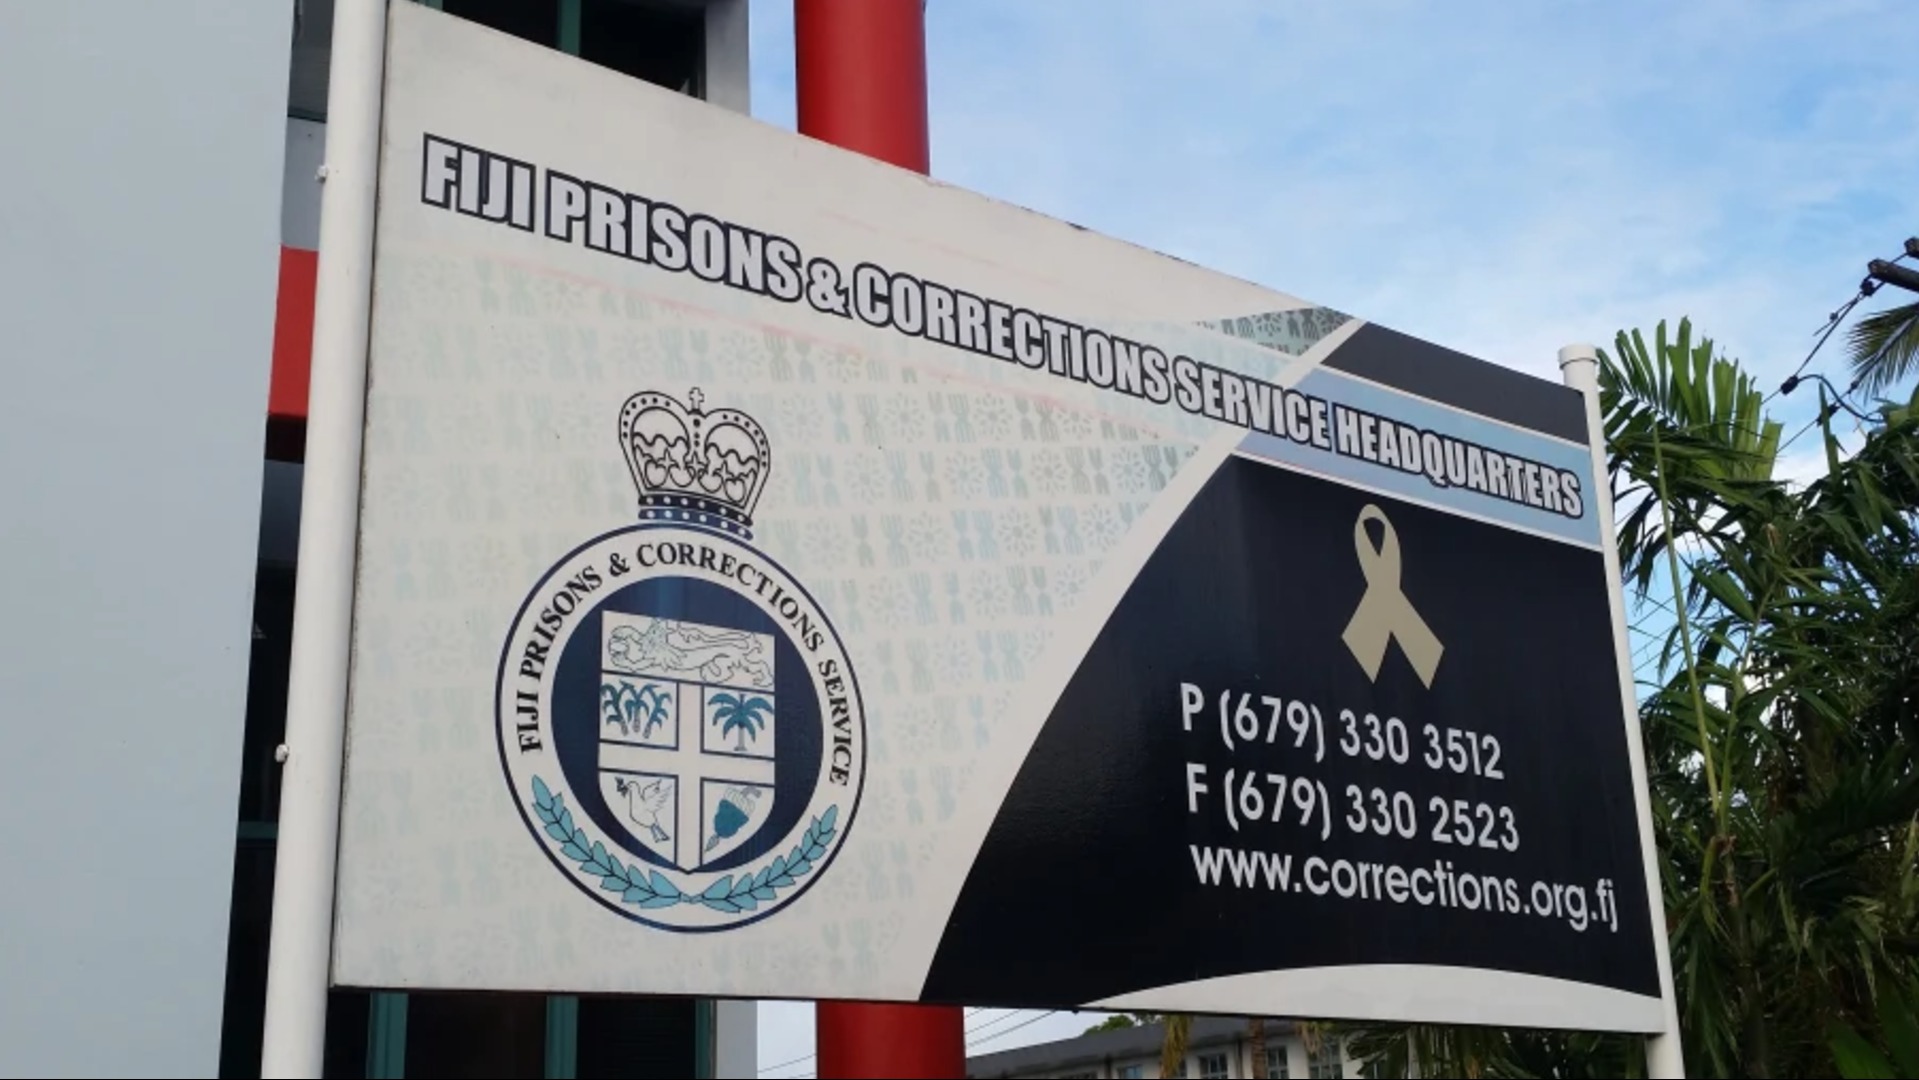 FIJI PRISONS & CORRECTIONS SERVICE HEADQUARTERS
FIJI PRISONS & CORRECTIONS SERVICE
P (679) 330 3512
F (679) 330 2523
www.corrections.org.fj